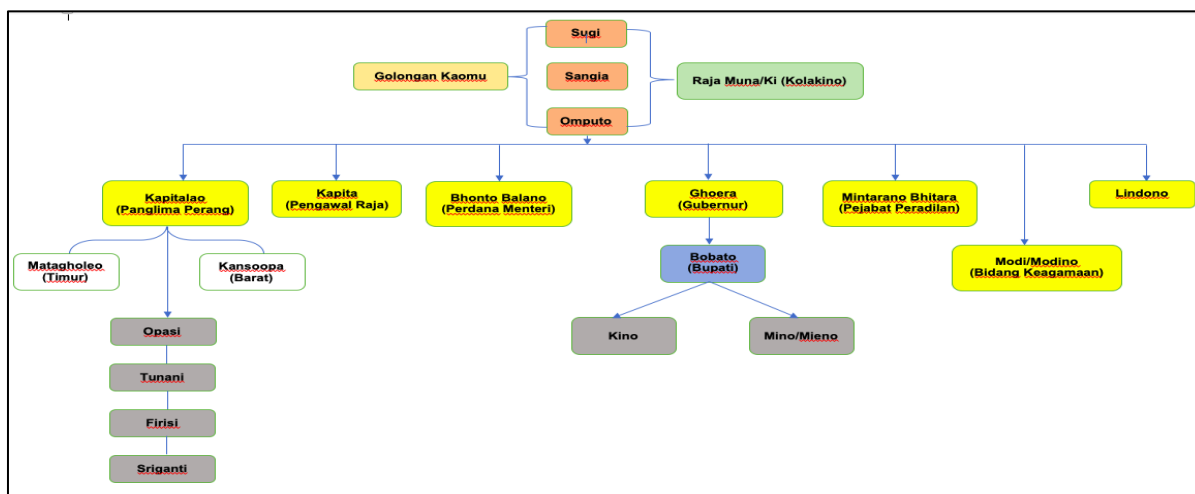 Sugi
Golongan Kaomu
Sangia
Raja Muna/Ki (Kolakino)
Omputo
Kapitalao
(Panglima Perang)
Kapita
(Pengawal Raja)
Bhonto Balano
(Perdana Menteri)
Ghoera
(Gubernur)
Mintarano Bhitara
(Pejabat Peradilan)
Lindono
Matagholeo
(Timur)
Kansoopa
(Barat)
Bobato
(Bupati)
Modi/Modino
(Bidang Keagamaan)
Opasi
Kino
Mino/Mieno
Tunani
Firisi
Sriganti